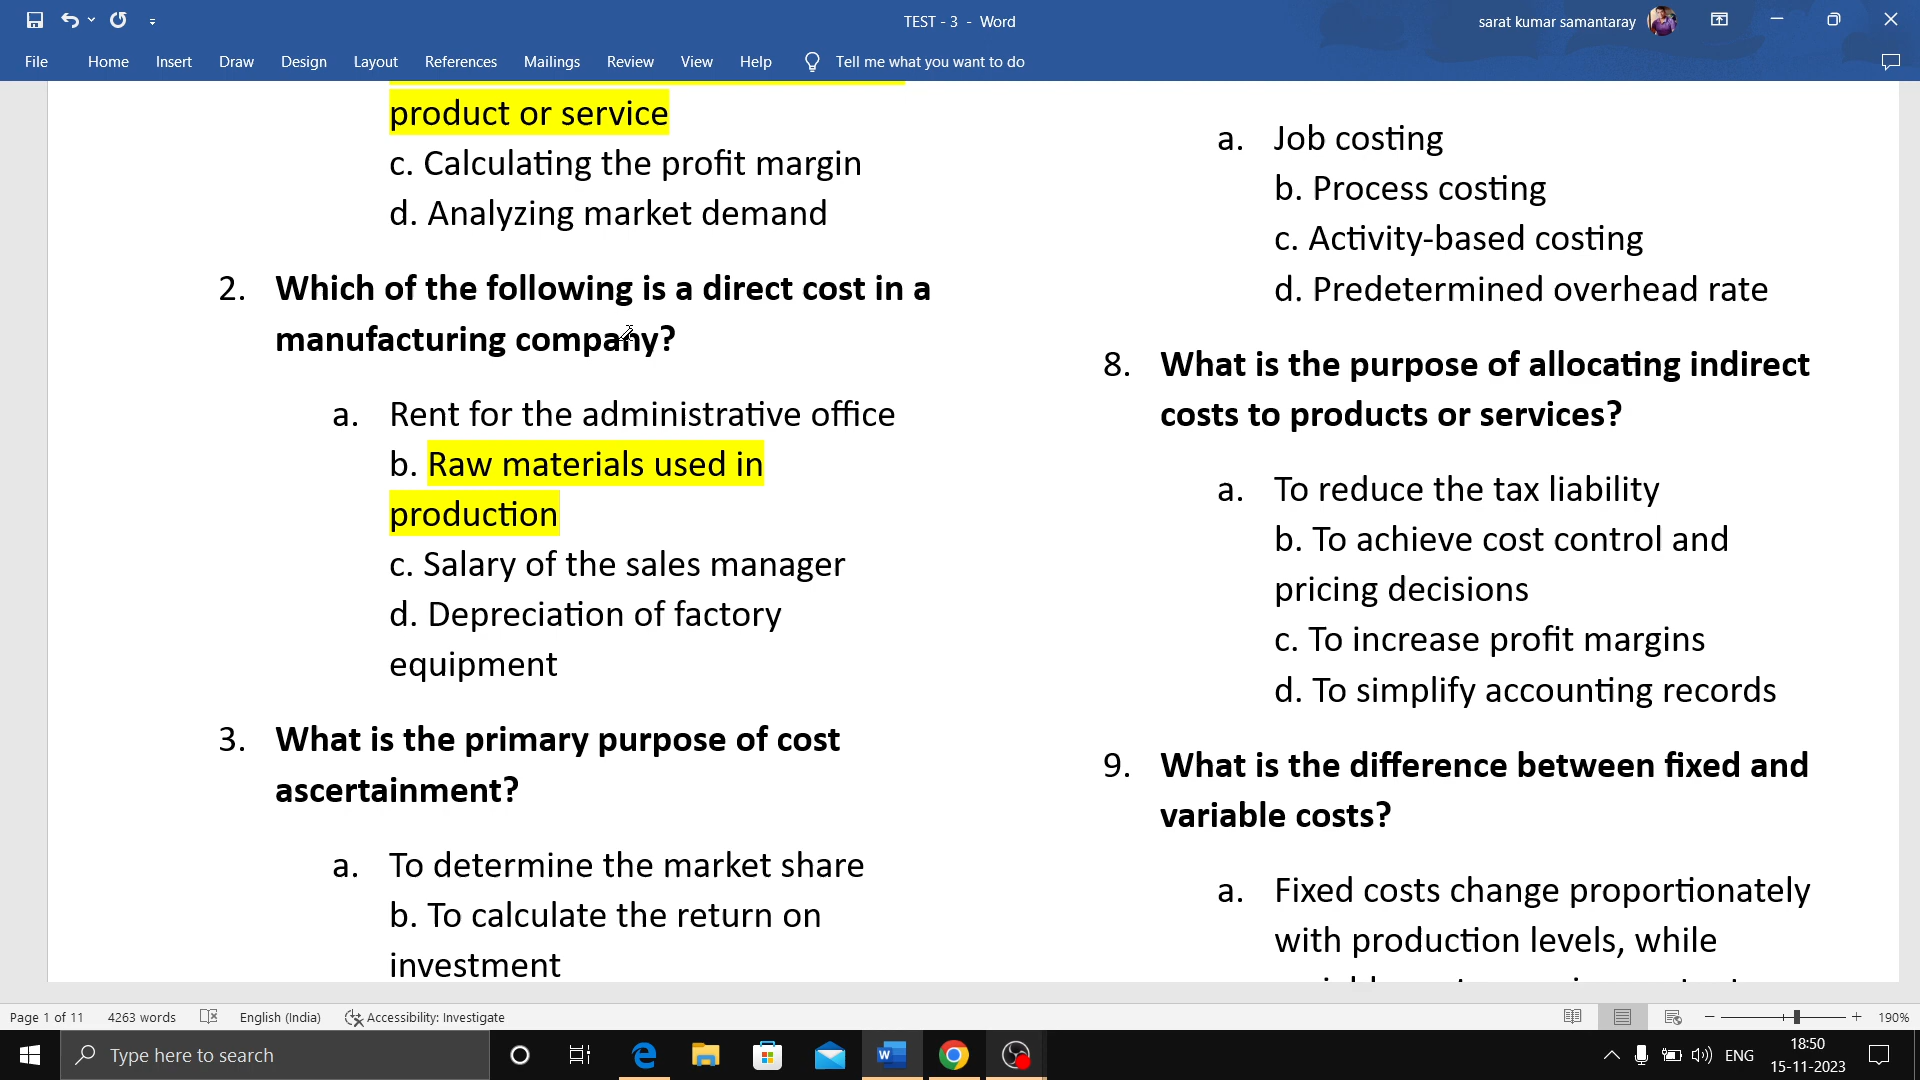 TEST - 3 - Word
sarat kumar samantaray
File Home Insert Draw Design Layout References Mailings Review View Help Tell me what you want to do
product or service
c. Calculating the profit margin
d. Analyzing market demand
2. Which of the following is a direct cost in a
manufacturing company?
a. Rent for the administrative office
b. Raw materials used in
production
c. Salary of the sales manager
d. Depreciation of factory
equipment
3. What is the primary purpose of cost
ascertainment?
a. To determine the market share
b. To calculate the return on
investment
a. Job costing
b. Process costing
c. Activity-based costing
d. Predetermined overhead rate
8. What is the purpose of allocating indirect
costs to products or services?
a. To reduce the tax liability
b. To achieve cost control and
pricing decisions
c. To increase profit margins
d. To simplify accounting records
9. What is the difference between fixed and
variable costs?
a. Fixed costs change proportionately
with production levels, while
Page 1 of 11 4263 words English (India) Accessibility: Investigate 190%
Type here to search
ENG
18:50
15-11-2023